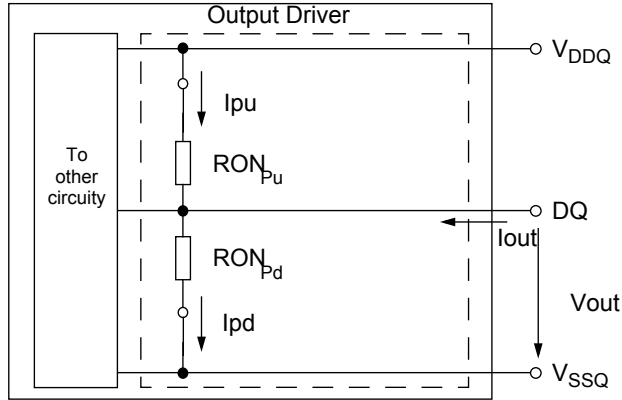 Output Driver
VDDQ
Ipu
To
other
circuity
RONPu
DQ
Iout
RONPd
Vout
Ipd
VSSQ